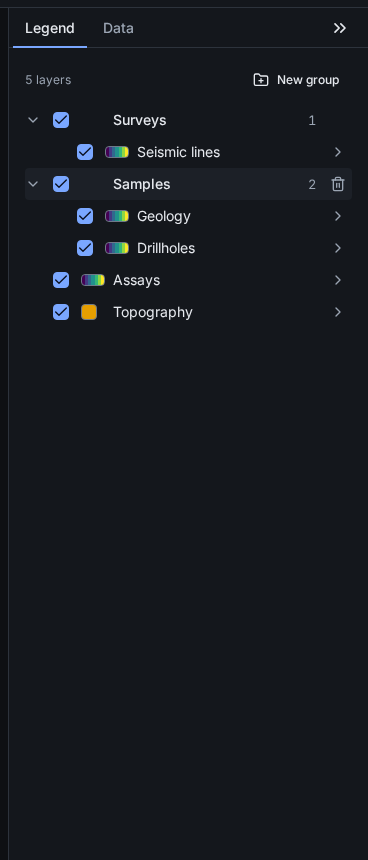 Legend Data
5 layers New group
Surveys 1
Seismic lines
Samples 2
Geology
Drillholes
Assays
Topography